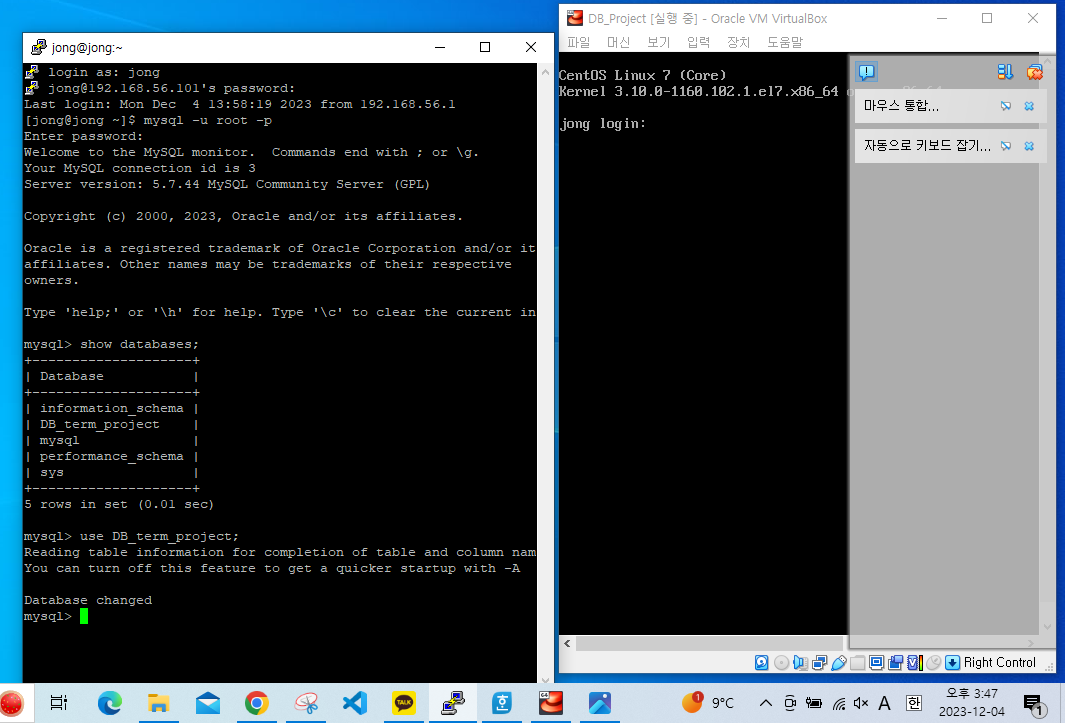 jong@jong:~
login as: jong
jong@192.168.56.101's password:
Last login: Mon Dec  4 13:58:19 2023 from 192.168.56.1
[jong@jong ~]$ mysql -u root -p
Enter password:
Welcome to the MySQL monitor.  Commands end with ; or \g.
Your MySQL connection id is 3
Server version: 5.7.44 MySQL Community Server (GPL)
Copyright (c) 2000, 2023, Oracle and/or its affiliates.
Oracle is a registered trademark of Oracle Corporation and/or it
affiliates. Other names may be trademarks of their respective
owners.
Type 'help;' or '\h' for help. Type '\c' to clear the current in
mysql> show databases;
+--------------------+
| Database           |
+--------------------+
| information_schema |
| DB_term_project    |
| mysql              |
| performance_schema |
| sys                |
+--------------------+
5 rows in set (0.01 sec)
mysql> use DB_term_project;
Reading table information for completion of table and column nam
You can turn off this feature to get a quicker startup with -A
Database changed
mysql>
DB_Project [실행 중] - Oracle VM VirtualBox
파일 머신 보기 입력 장치 도움말
CentOS Linux 7 (Core)
Kernel 3.10.0-1160.102.1.el7.x86_64
jong login:
마우스 통합...
자동으로 키보드 잡기...
Right Control
TALK
1
9°C
A
한
오후 3:47
2023-12-04
1